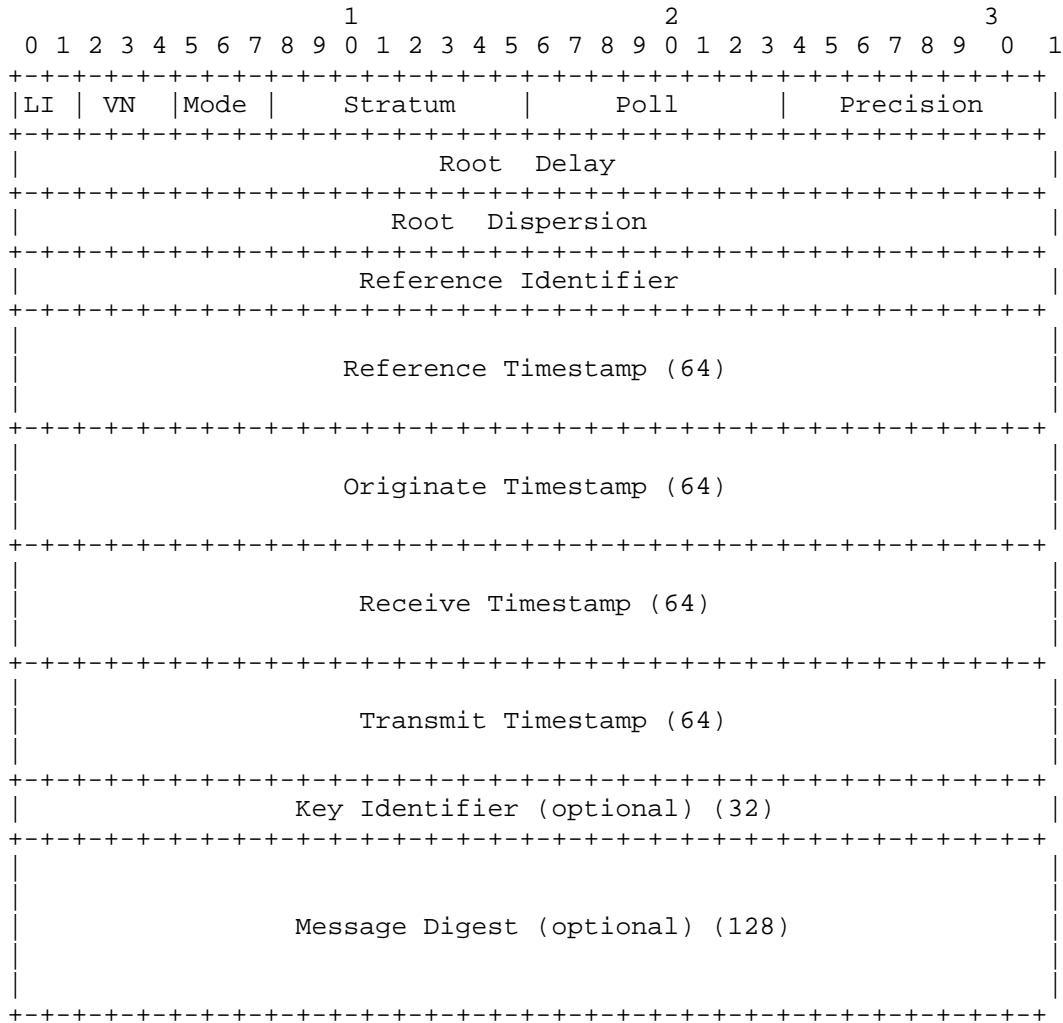 1                   2                   3
 0 1 2 3 4 5 6 7 8 9 0 1 2 3 4 5 6 7 8 9 0 1 2 3 4 5 6 7 8 9  0  1
+-+-+-+-+-+-+-+-+-+-+-+-+-+-+-+-+-+-+-+-+-+-+-+-+-+-+-+-+-+-+-+-+
|LI | VN  |Mode |    Stratum    |     Poll      |   Precision    |
+-+-+-+-+-+-+-+-+-+-+-+-+-+-+-+-+-+-+-+-+-+-+-+-+-+-+-+-+-+-+-+-+
|                          Root  Delay                           |
+-+-+-+-+-+-+-+-+-+-+-+-+-+-+-+-+-+-+-+-+-+-+-+-+-+-+-+-+-+-+-+-+
|                       Root  Dispersion                         |
+-+-+-+-+-+-+-+-+-+-+-+-+-+-+-+-+-+-+-+-+-+-+-+-+-+-+-+-+-+-+-+-+
|                     Reference Identifier                       |
+-+-+-+-+-+-+-+-+-+-+-+-+-+-+-+-+-+-+-+-+-+-+-+-+-+-+-+-+-+-+-+-+
|                                                                |
|                    Reference Timestamp (64)                    |
|                                                                |
+-+-+-+-+-+-+-+-+-+-+-+-+-+-+-+-+-+-+-+-+-+-+-+-+-+-+-+-+-+-+-+-+
|                                                                |
|                    Originate Timestamp (64)                    |
|                                                                |
+-+-+-+-+-+-+-+-+-+-+-+-+-+-+-+-+-+-+-+-+-+-+-+-+-+-+-+-+-+-+-+-+
|                                                                |
|                     Receive Timestamp (64)                     |
|                                                                |
+-+-+-+-+-+-+-+-+-+-+-+-+-+-+-+-+-+-+-+-+-+-+-+-+-+-+-+-+-+-+-+-+
|                                                                |
|                     Transmit Timestamp (64)                    |
|                                                                |
+-+-+-+-+-+-+-+-+-+-+-+-+-+-+-+-+-+-+-+-+-+-+-+-+-+-+-+-+-+-+-+-+
|                 Key Identifier (optional) (32)                 |
+-+-+-+-+-+-+-+-+-+-+-+-+-+-+-+-+-+-+-+-+-+-+-+-+-+-+-+-+-+-+-+-+
|                                                                |
|                                                                |
|                 Message Digest (optional) (128)                |
|                                                                |
|                                                                |
+-+-+-+-+-+-+-+-+-+-+-+-+-+-+-+-+-+-+-+-+-+-+-+-+-+-+-+-+-+-+-+-+